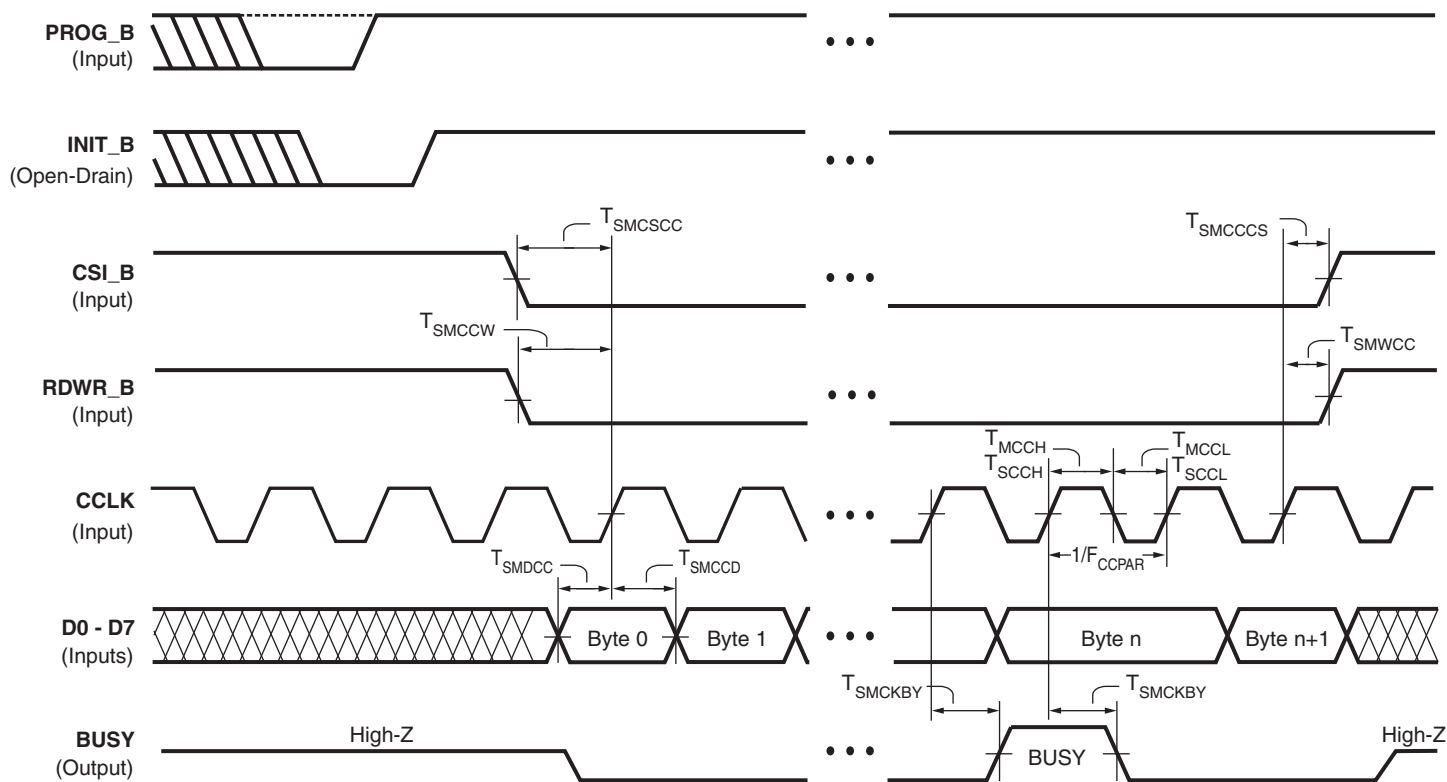 PROG_B
(Input)
INIT_B
(Open-Drain)
T_SMCSCC
T_SMCCCS
CSI_B
(Input)
T_SMCCW
T_SMWCC
RDWR_B
(Input)
T_MCCH
T_SCCH
T_MCCL
T_SCCL
CCLK
(Input)
1/F_CCPAR
T_SMDCC
T_SMCCD
D0 - D7
(Inputs)
Byte 0
Byte 1
Byte n
Byte n+1
T_SMCKBY
T_SMCKBY
BUSY
(Output)
High-Z
BUSY
High-Z